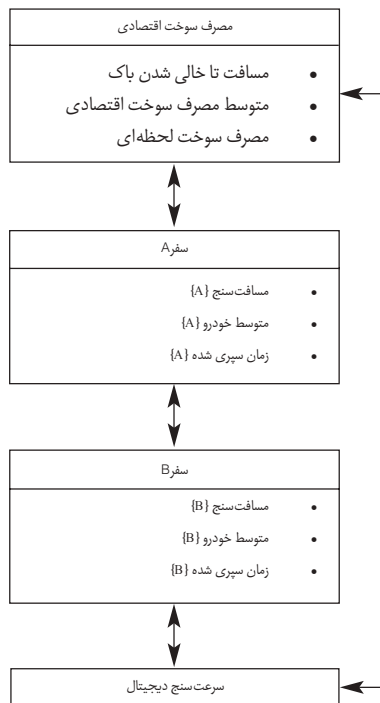 مصرف سوخت اقتصادی
• مسافت تا خالی شدن باک
• متوسط مصرف سوخت اقتصادی
• مصرف سوخت لحظه‌ای
سفرA
• مسافت‌سنج {A}
• متوسط خودرو {A}
• زمان سپری شده {A}
سفرB
• مسافت‌سنج {B}
• متوسط خودرو {B}
• زمان سپری شده {B}
سرعت‌سنج دیجیتال